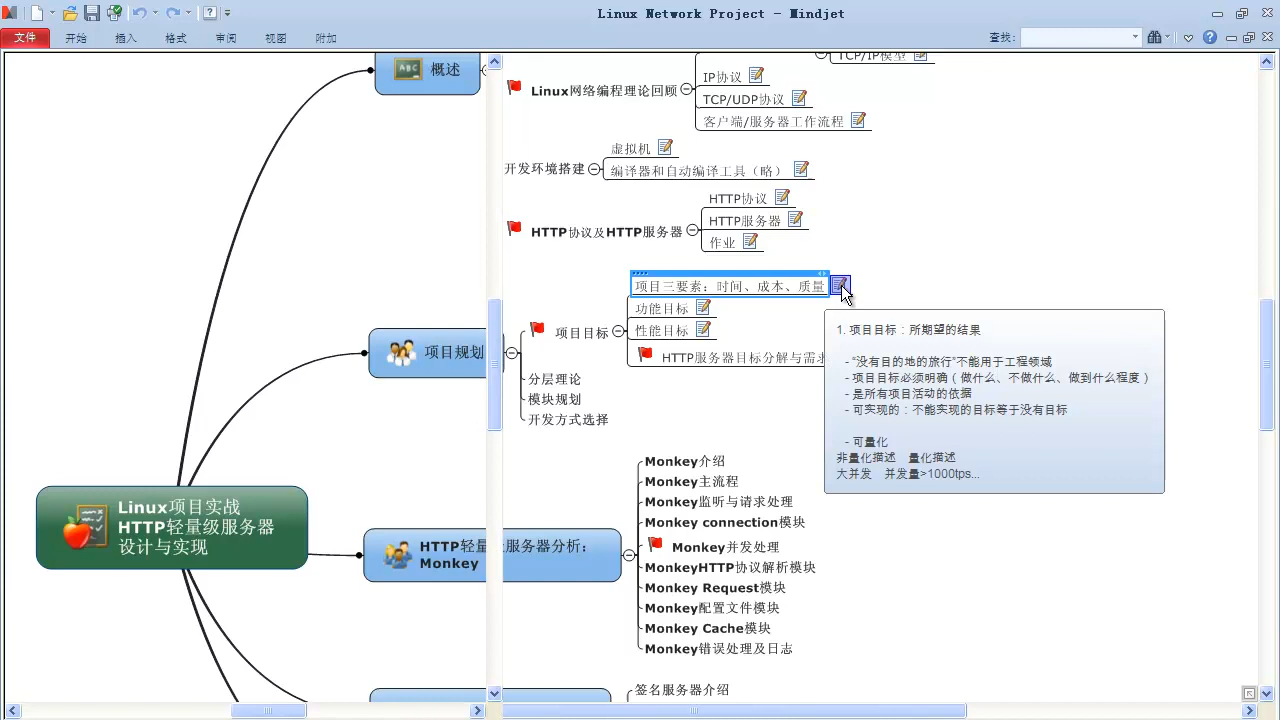 Linux Network Project - Mindjet
文件
开始
插入
格式
审阅
视图
附加
查找:
概述
TCP/IP模型
Linux网络编程理论回顾
IP协议
TCP/UDP协议
客户端/服务器工作流程
开发环境搭建
虚拟机
编译器和自动编译工具（略）
HTTP协议及HTTP服务器
HTTP协议
HTTP服务器
作业
项目规划
项目目标
项目三要素：时间、成本、质量
功能目标
性能目标
HTTP服务器目标分解与需求
分层理论
模块规划
开发方式选择
1. 项目目标：所期望的结果
- “没有目的地的旅行”不能用于工程领域
- 项目目标必须明确（做什么、不做什么、做到什么程度）
- 是所有项目活动的依据
- 可实现的：不能实现的目标等于没有目标
- 可量化
非量化描述 量化描述
大并发 并发量>1000tps...
Linux项目实战
HTTP轻量级服务器
设计与实现
HTTP轻量级服务器分析：
Monkey
Monkey介绍
Monkey主流程
Monkey监听与请求处理
Monkey connection模块
Monkey并发处理
MonkeyHTTP协议解析模块
Monkey Request模块
Monkey配置文件模块
Monkey Cache模块
Monkey错误处理及日志
签名服务器介绍